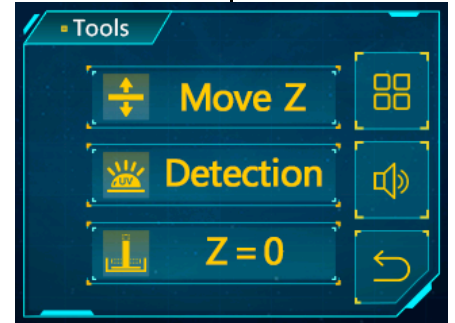 Tools
Move Z
UV
Detection
Z = 0